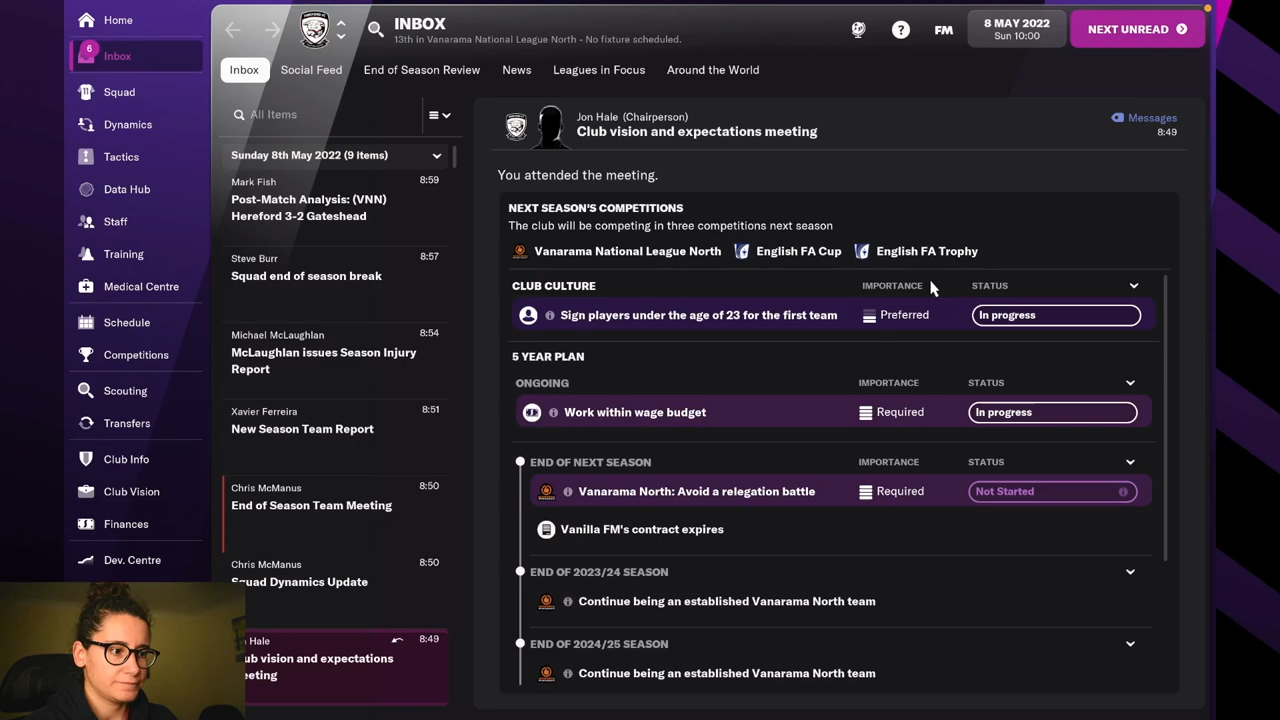 Home
6
Inbox
Squad
Dynamics
Tactics
Data Hub
Staff
Training
Medical Centre
Schedule
Competitions
Scouting
Transfers
Club Info
Club Vision
Finances
Dev. Centre
INBOX
13th in Vanarama National League North - No fixture scheduled.
?
FM
8 MAY 2022
Sun 10:00
NEXT UNREAD
Inbox
Social Feed
End of Season Review
News
Leagues in Focus
Around the World
All Items
Sunday 8th May 2022 (9 Items)
Mark Fish
8:59
Post-Match Analysis: (VNN)
Hereford 3-2 Gateshead
Steve Burr
8:57
Squad end of season break
Michael McLaughlan
8:54
McLaughlan issues Season Injury
Report
Xavier Ferreira
8:51
New Season Team Report
Chris McManus
8:50
End of Season Team Meeting
Chris McManus
8:50
Squad Dynamics Update
Hale
8:49
Club vision and expectations
eeting
Jon Hale (Chairperson)
Club vision and expectations meeting
Messages
8:49
You attended the meeting.
NEXT SEASON'S COMPETITIONS
The club will be competing in three competitions next season
Vanarama National League North
English FA Cup
English FA Trophy
CLUB CULTURE
IMPORTANCE
STATUS
Sign players under the age of 23 for the first team
Preferred
In progress
5 YEAR PLAN
ONGOING
IMPORTANCE
STATUS
Work within wage budget
Required
In progress
END OF NEXT SEASON
IMPORTANCE
STATUS
Vanarama North: Avoid a relegation battle
Required
Not Started
Vanilla FM's contract expires
END OF 2023/24 SEASON
Continue being an established Vanarama North team
END OF 2024/25 SEASON
Continue being an established Vanarama North team